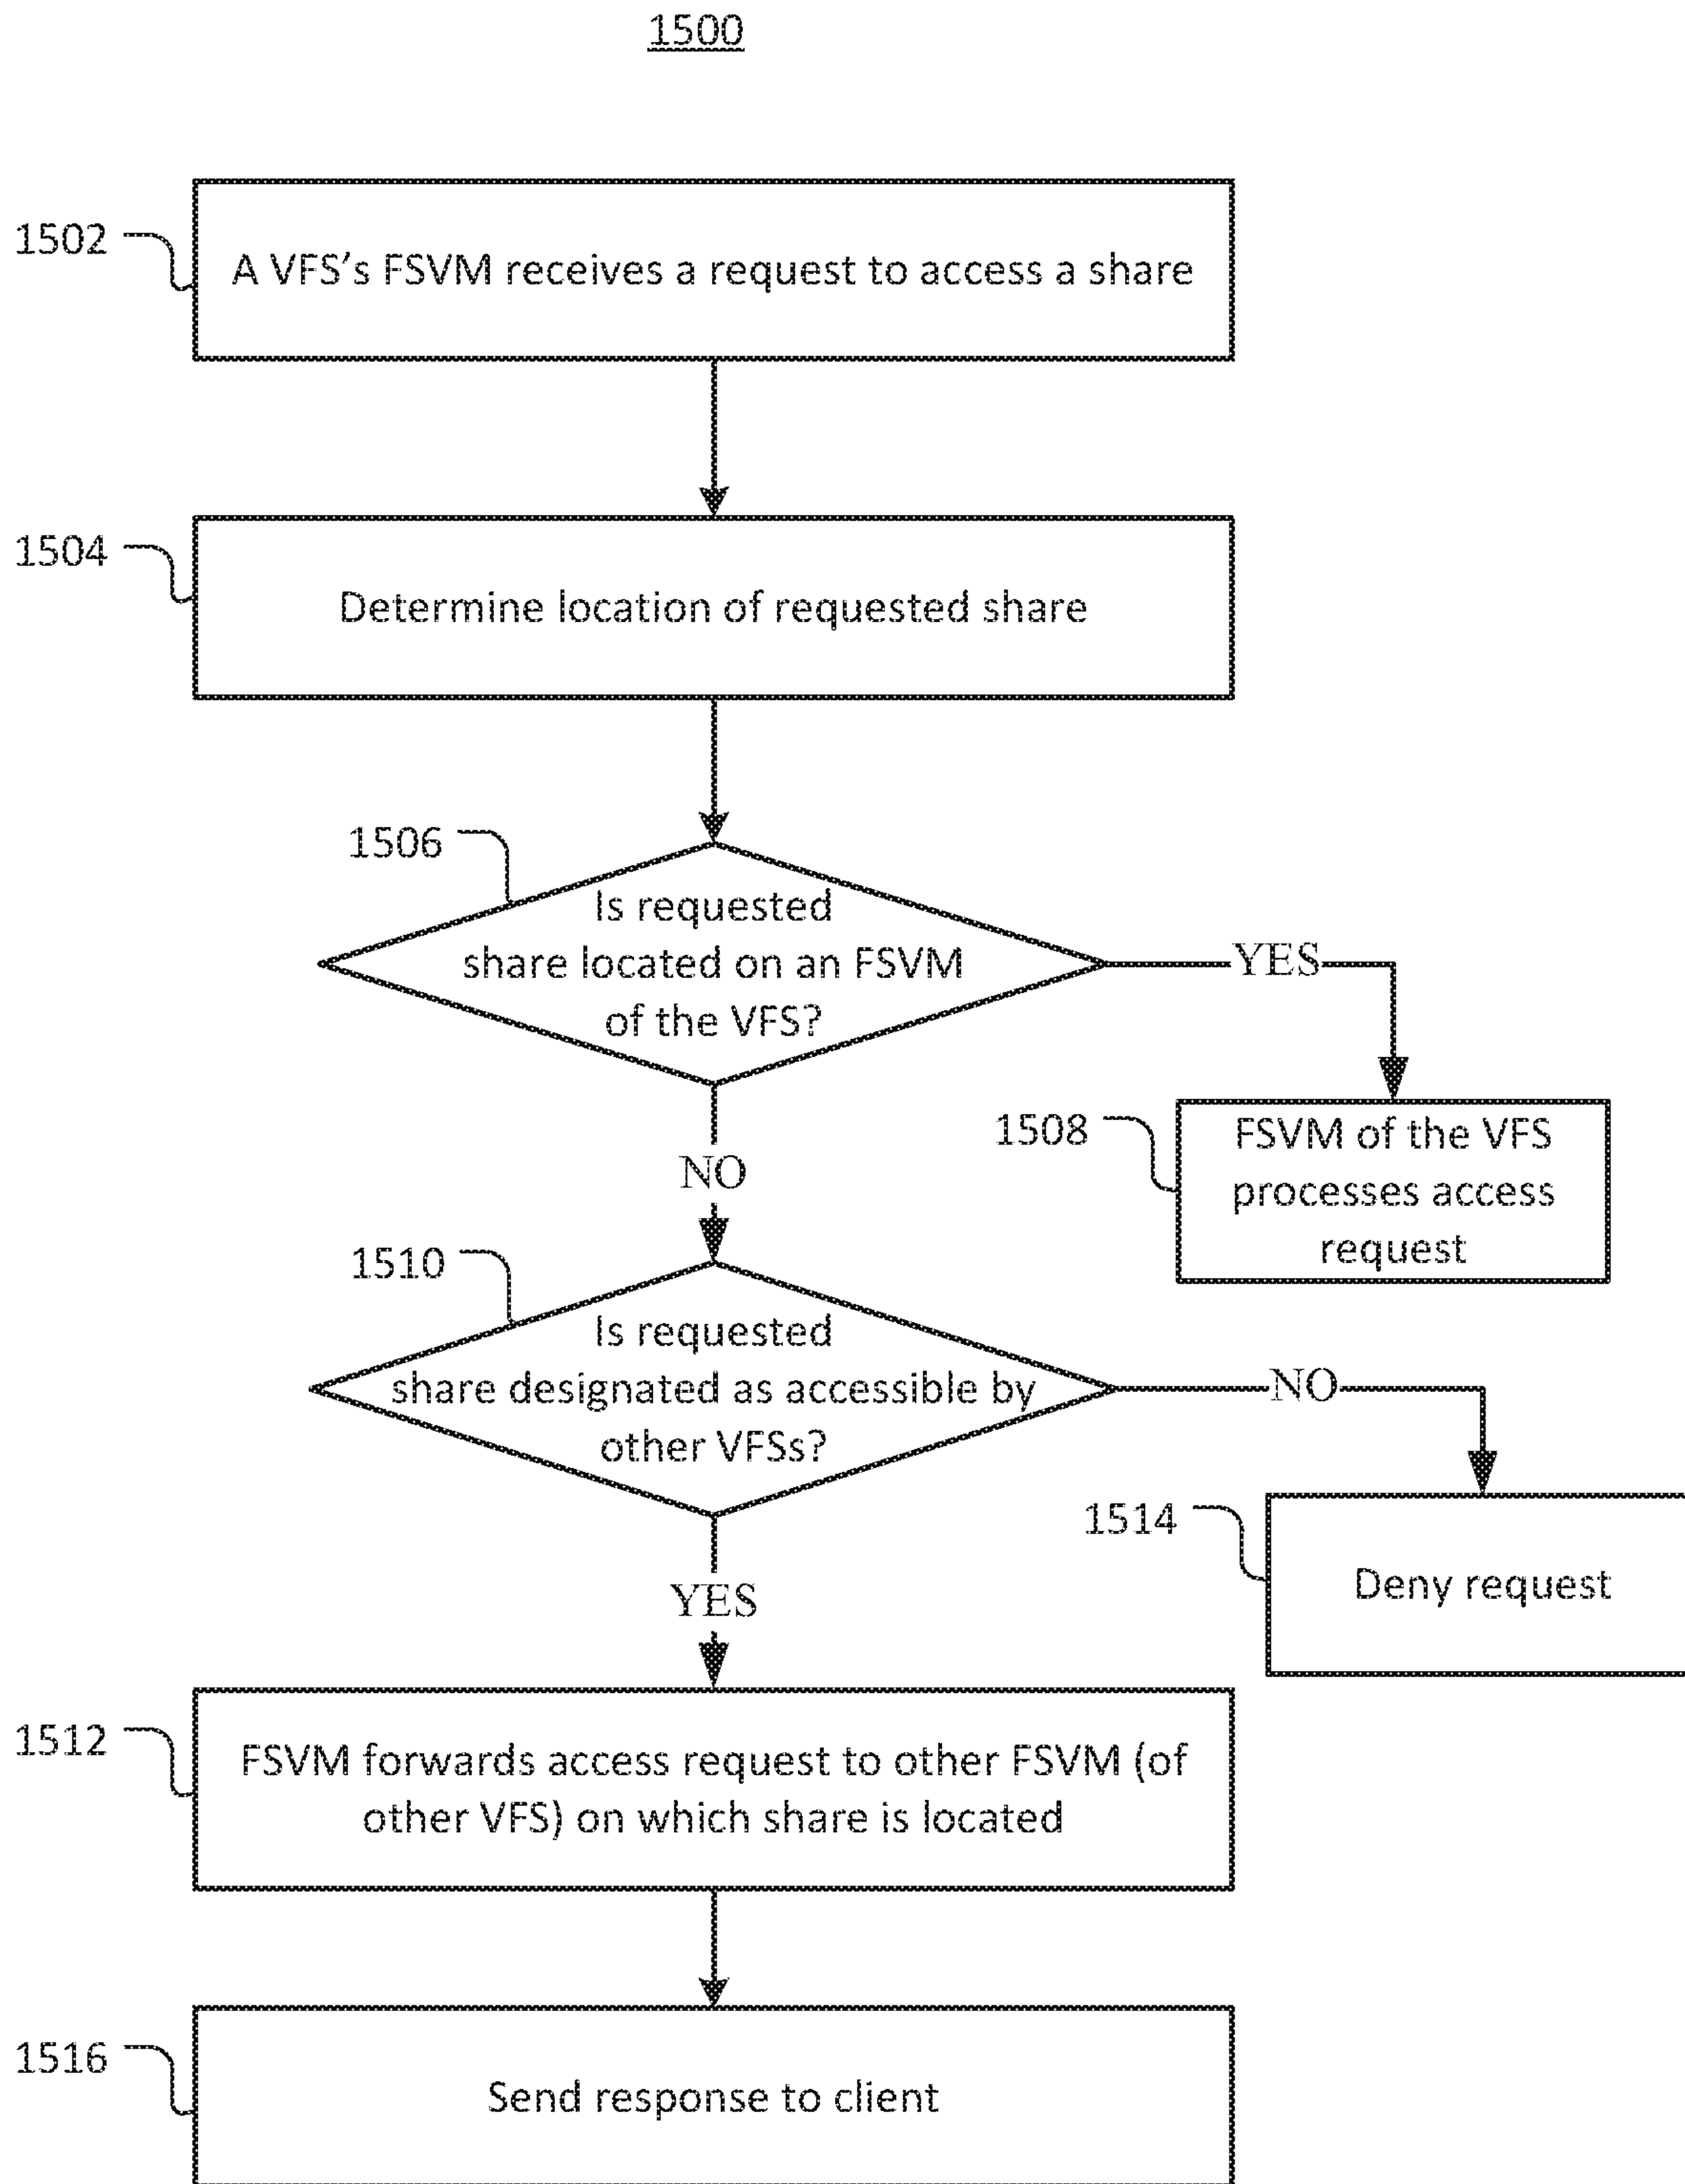 1500
1502
A VFS's FSVM receives a request to access a share
1504
Determine location of requested share
1506
Is requested
share located on an FSVM
of the VFS?
YES
1508
FSVM of the VFS
processes access
request
NO
1510
Is requested
share designated as accessible by
other VFSs?
NO
1514
Deny request
YES
1512
FSVM forwards access request to other FSVM (of
other VFS) on which share is located
1516
Send response to client